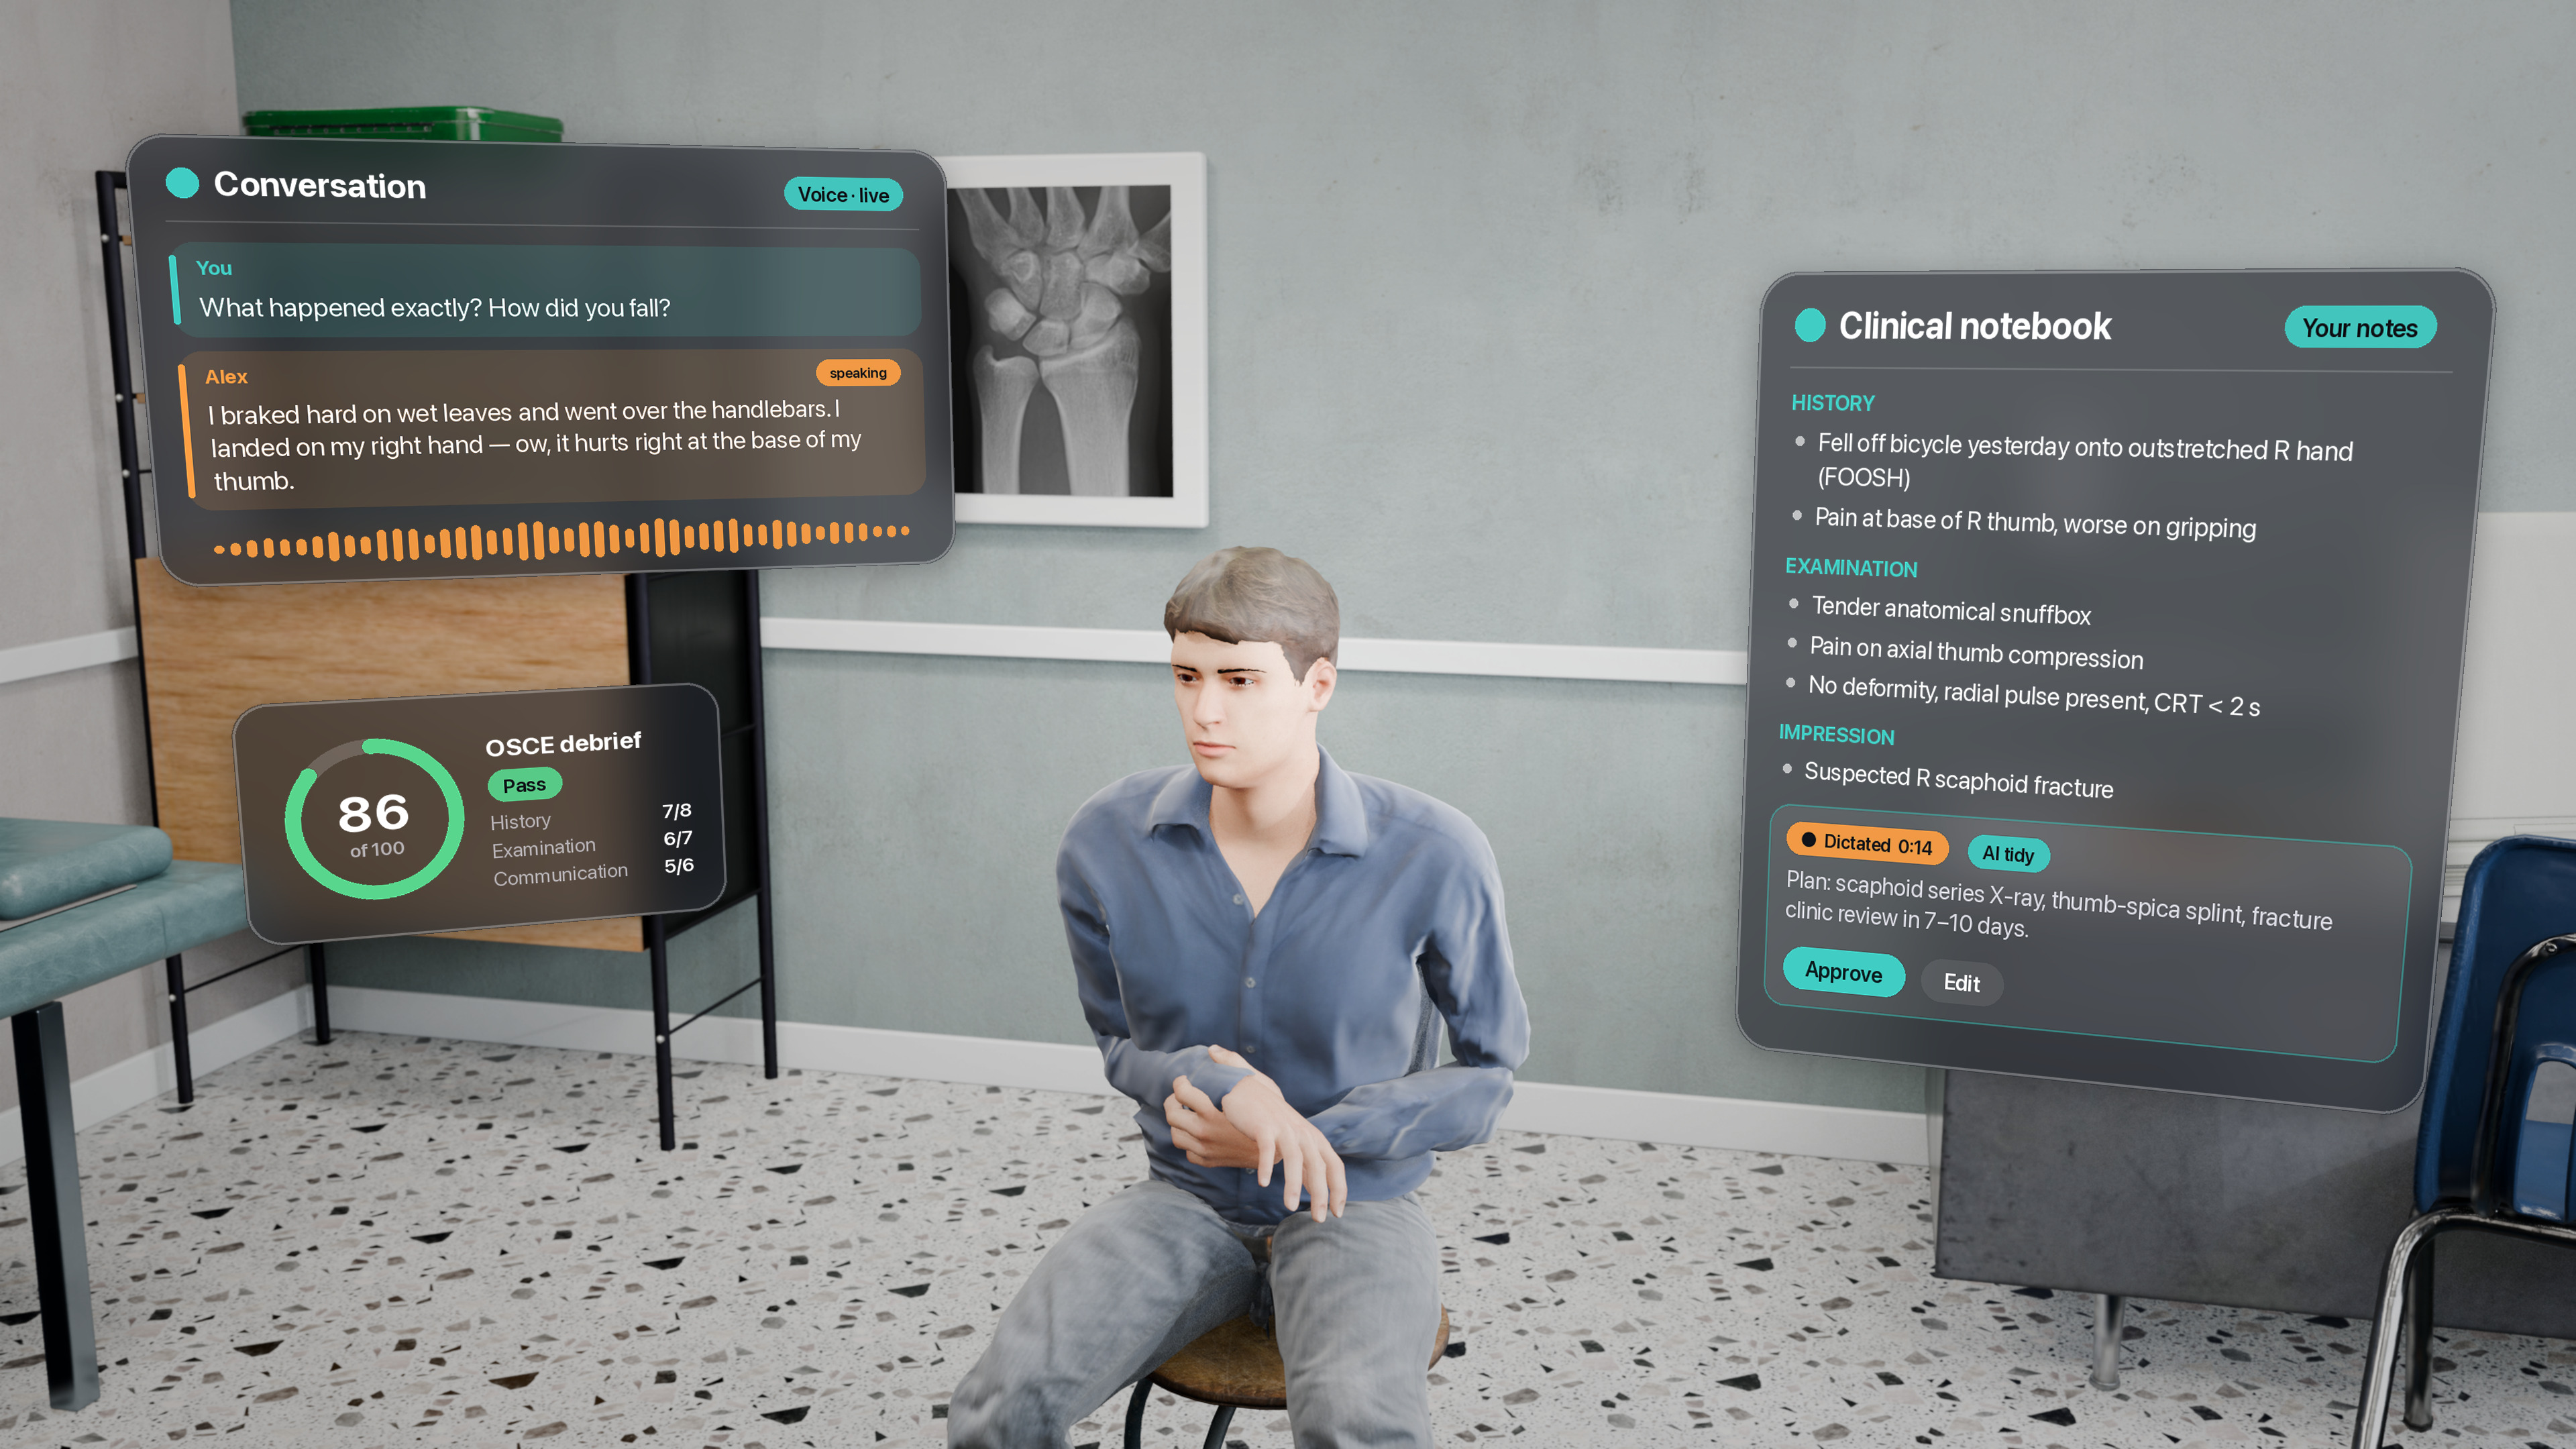 Conversation
Voice · live
You
What happened exactly? How did you fall?
Alex
speaking
I braked hard on wet leaves and went over the handlebars. I
landed on my right hand — ow, it hurts right at the base of my
thumb.
OSCE debrief
Pass
86
of 100
History 7/8
Examination 6/7
Communication 5/6
Clinical notebook
Your notes
HISTORY
• Fell off bicycle yesterday onto outstretched R hand
(FOOSH)
• Pain at base of R thumb, worse on gripping
EXAMINATION
• Tender anatomical snuffbox
• Pain on axial thumb compression
• No deformity, radial pulse present, CRT < 2 s
IMPRESSION
• Suspected R scaphoid fracture
Dictated 0:14
AI tidy
Plan: scaphoid series X-ray, thumb-spica splint, fracture
clinic review in 7–10 days.
Approve
Edit